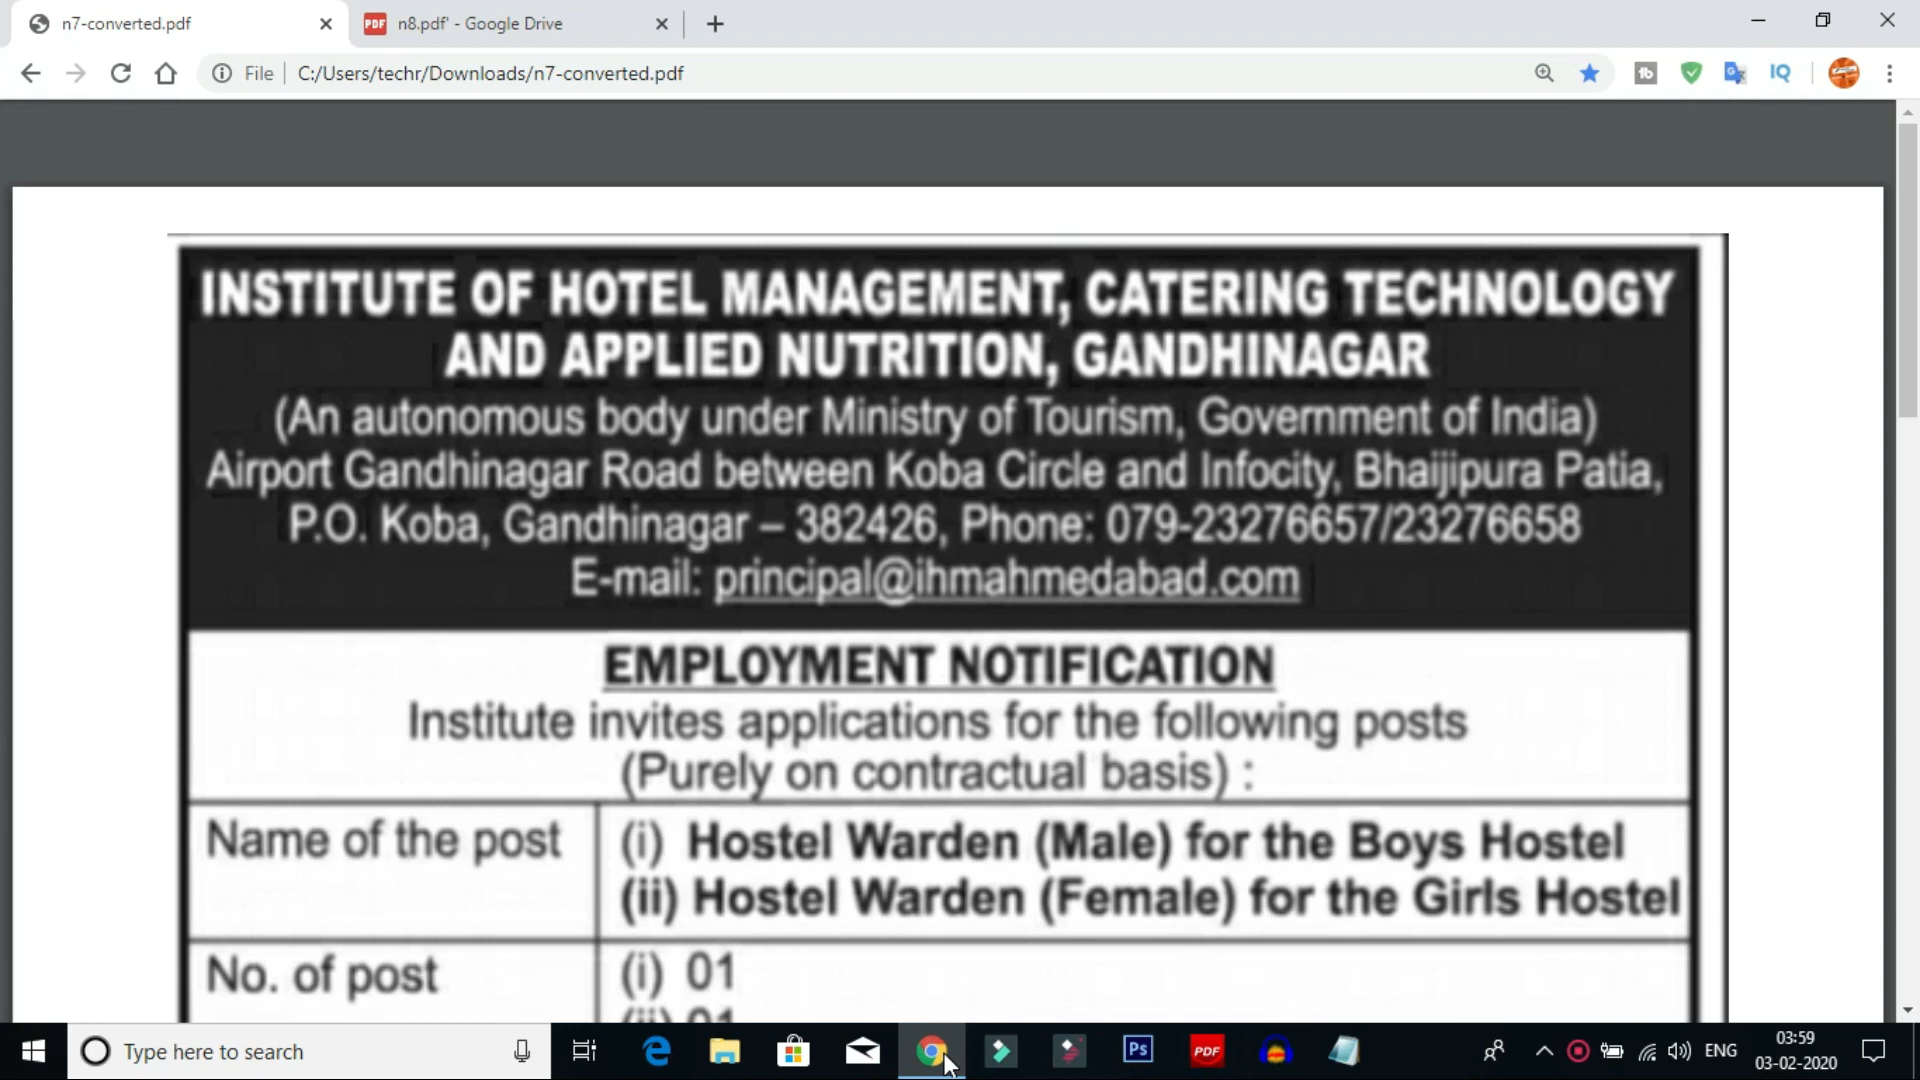 n7-converted.pdf
PDF n8.pdf' - Google Drive
File C:/Users/techr/Downloads/n7-converted.pdf
tb
IQ
INSTITUTE OF HOTEL MANAGEMENT, CATERING TECHNOLOGY
AND APPLIED NUTRITION, GANDHINAGAR
(An autonomous body under Ministry of Tourism, Government of India)
Airport Gandhinagar Road between Koba Circle and Infocity, Bhaijipura Patia,
P.O. Koba, Gandhinagar – 382426, Phone: 079-23276657/23276658
E-mail: principal@ihmahmedabad.com
EMPLOYMENT NOTIFICATION
Institute invites applications for the following posts
(Purely on contractual basis) :
Name of the post
(i) Hostel Warden (Male) for the Boys Hostel
(ii) Hostel Warden (Female) for the Girls Hostel
No. of post
(i) 01
(ii) 01
Type here to search
Ps
PDF
ENG
03:59
03-02-2020